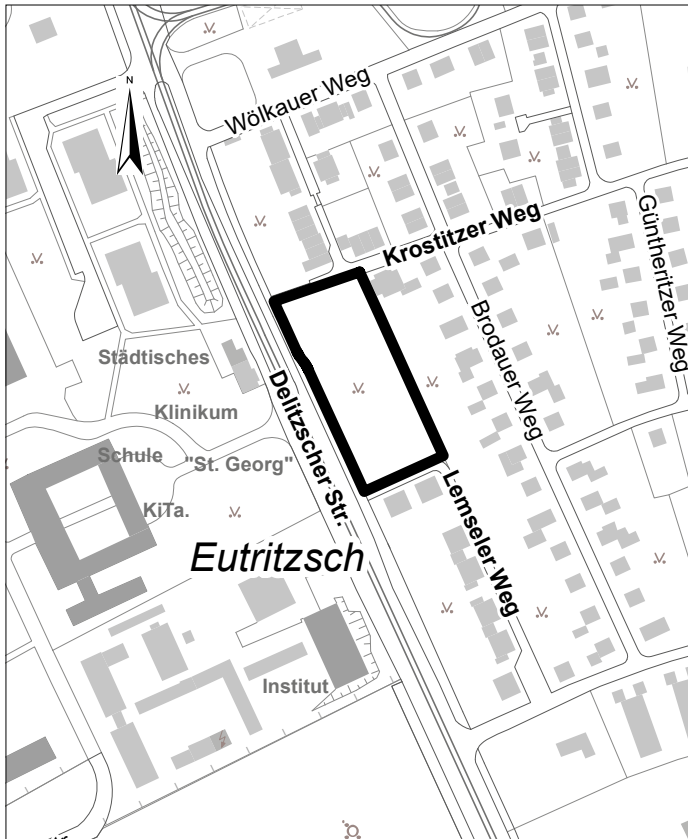 N
Wölkauer Weg
Krostitzer Weg
Güntheritzer Weg
Brodauer Weg
Städtisches
Klinikum
Delitzscher Str.
Schule
"St. Georg"
KiTa.
Lemseler Weg
Eutritzsch
Institut